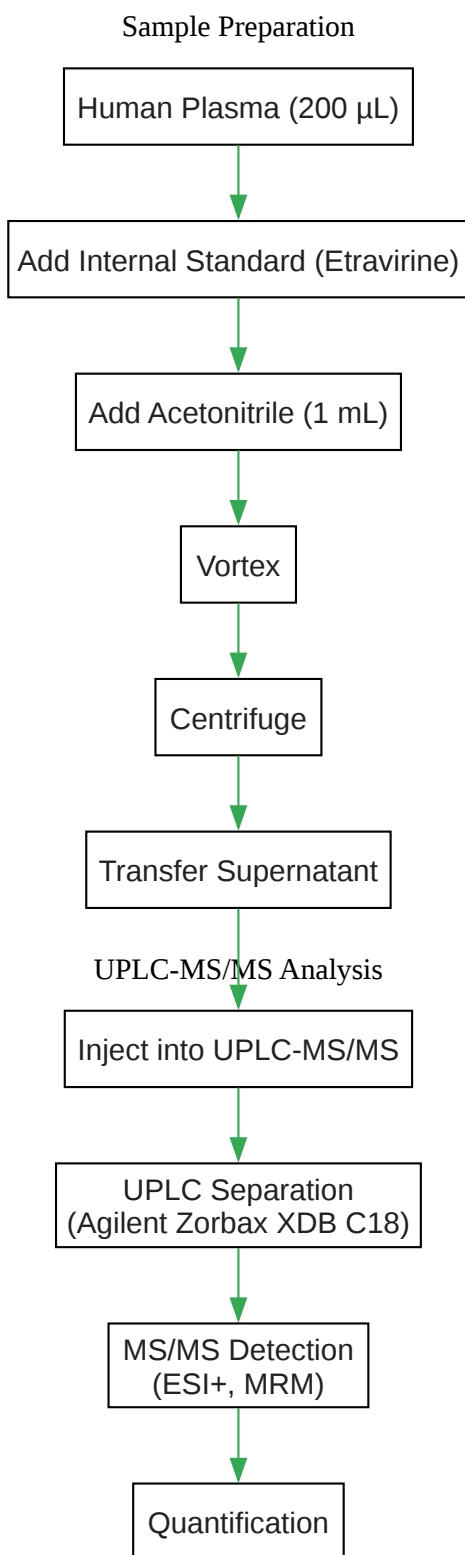 Sample Preparation
Human Plasma (200 µL)
Add Internal Standard (Etravirine)
Add Acetonitrile (1 mL)
Vortex
Centrifuge
Transfer Supernatant
UPLC-MS/MS Analysis
Inject into UPLC-MS/MS
UPLC Separation
(Agilent Zorbax XDB C18)
MS/MS Detection
(ESI+, MRM)
Quantification